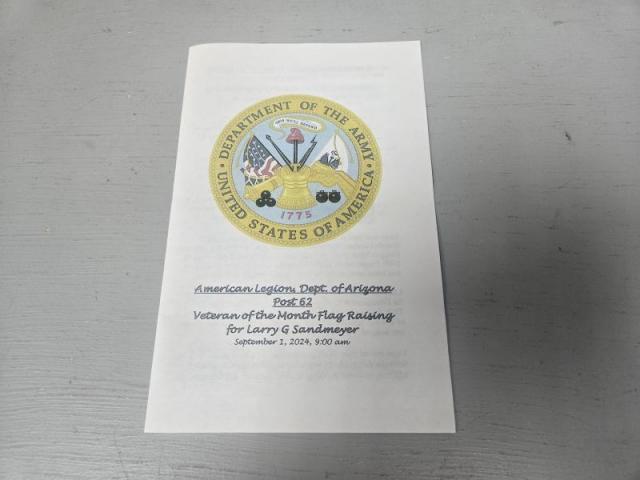 DEPARTMENT OF THE ARMY
UNITED STATES OF AMERICA
1775
American Legion, Dept. of Arizona
Post 62
Veteran of the Month Flag Raising
for Larry G Sandmeyer
September 1, 2024, 9:00 am